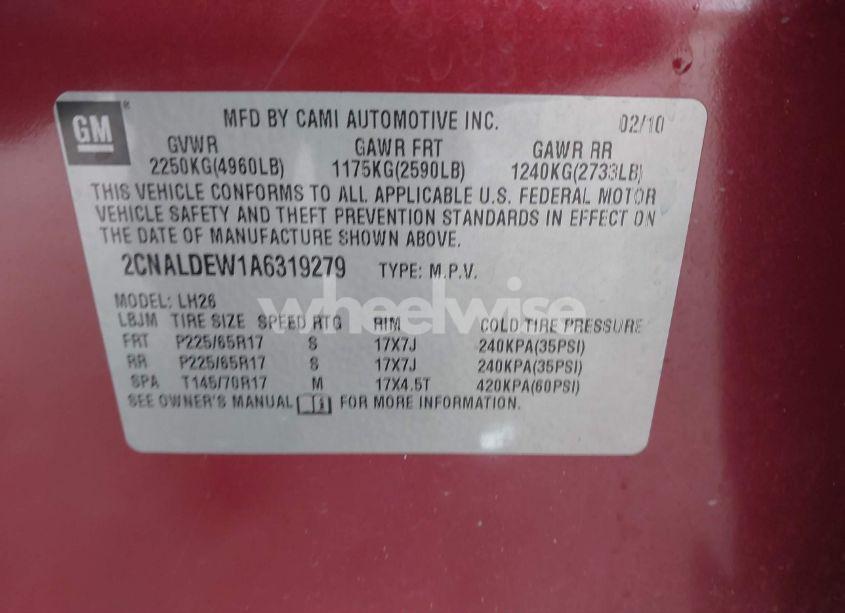 GM
®
MFD BY CAMI AUTOMOTIVE INC. 02/10
GVWR GAWR FRT GAWR RR
2250KG(4960LB) 1175KG(2590LB) 1240KG(2733LB)
THIS VEHICLE CONFORMS TO ALL APPLICABLE U.S. FEDERAL MOTOR
VEHICLE SAFETY AND THEFT PREVENTION STANDARDS IN EFFECT ON
THE DATE OF MANUFACTURE SHOWN ABOVE.
2CNALDEW1A6319279 TYPE: M.P.V.
wheelwise
MODEL: LH26
LBJM TIRE SIZE SPEED RTG RIM COLD TIRE PRESSURE
FRT P225/65R17 S 17X7J 240KPA(35PSI)
RR P225/65R17 S 17X7J 240KPA(35PSI)
SPA T145/70R17 M 17X4.5T 420KPA(60PSI)
SEE OWNER'S MANUAL FOR MORE INFORMATION.